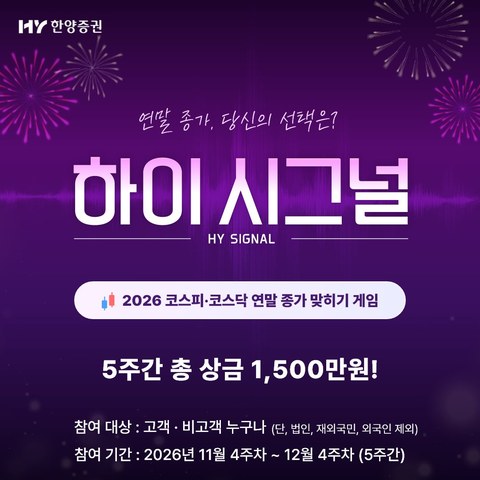 HY 한양증권
연말 종가, 당신의 선택은?
하이 시그널
HY SIGNAL
2026 코스피·코스닥 연말 종가 맞히기 게임
5주간 총 상금 1,500만원!
참여 대상 : 고객 · 비고객 누구나 (단, 법인, 재외국민, 외국인 제외)
참여 기간 : 2026년 11월 4주차 ~ 12월 4주차 (5주간)